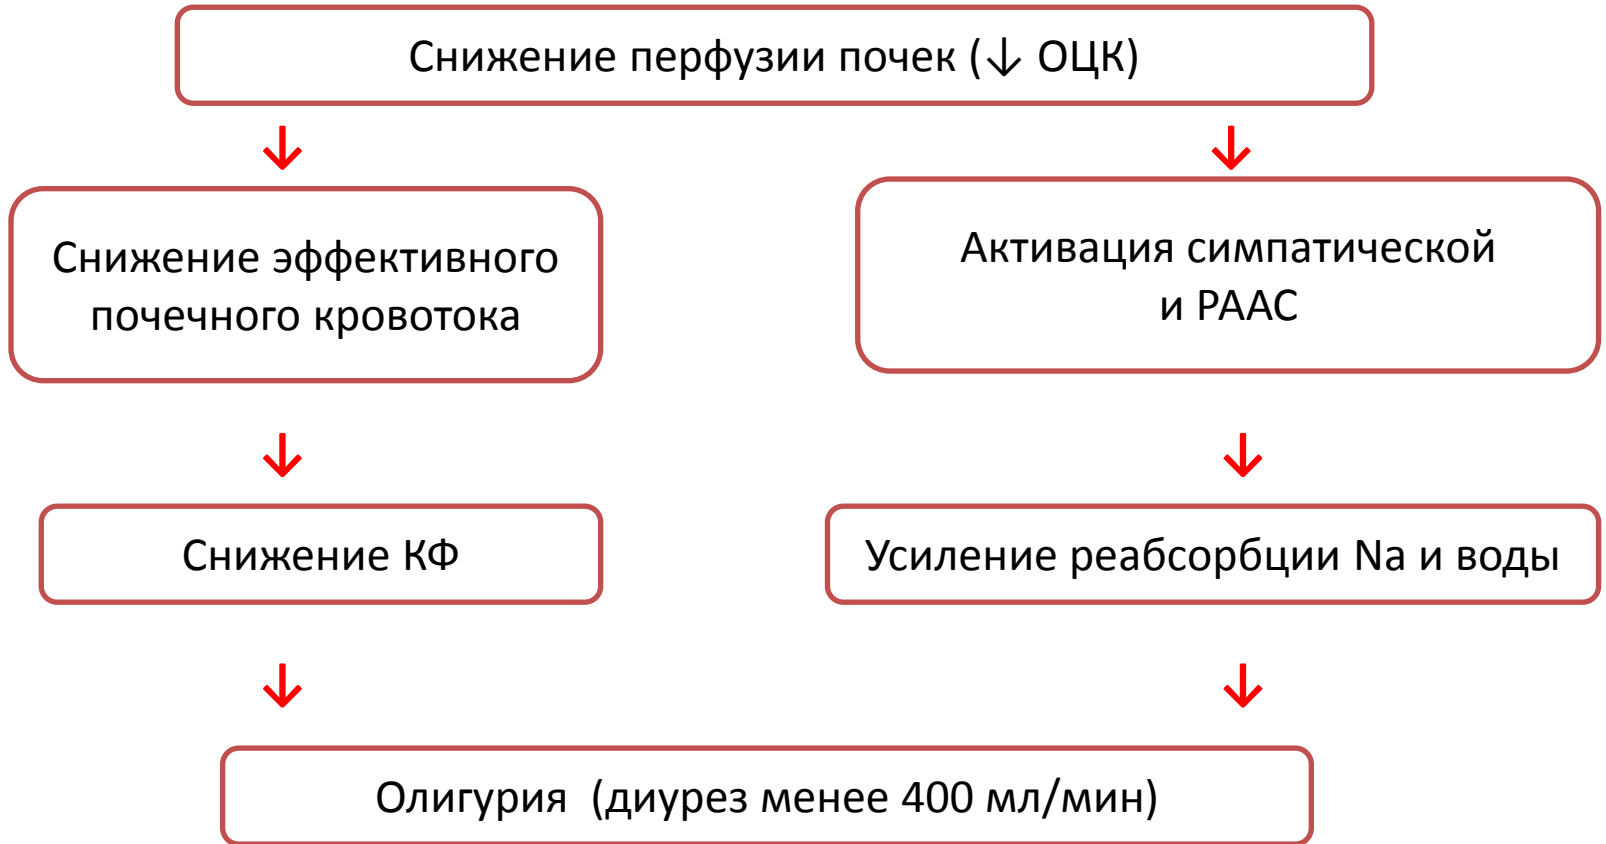 Снижение перфузии почек (↓ ОЦК)
Снижение эффективного
почечного кровотока
Активация симпатической
и РААС
Снижение КФ
Усиление реабсорбции Na и воды
Олигурия (диурез менее 400 мл/мин)